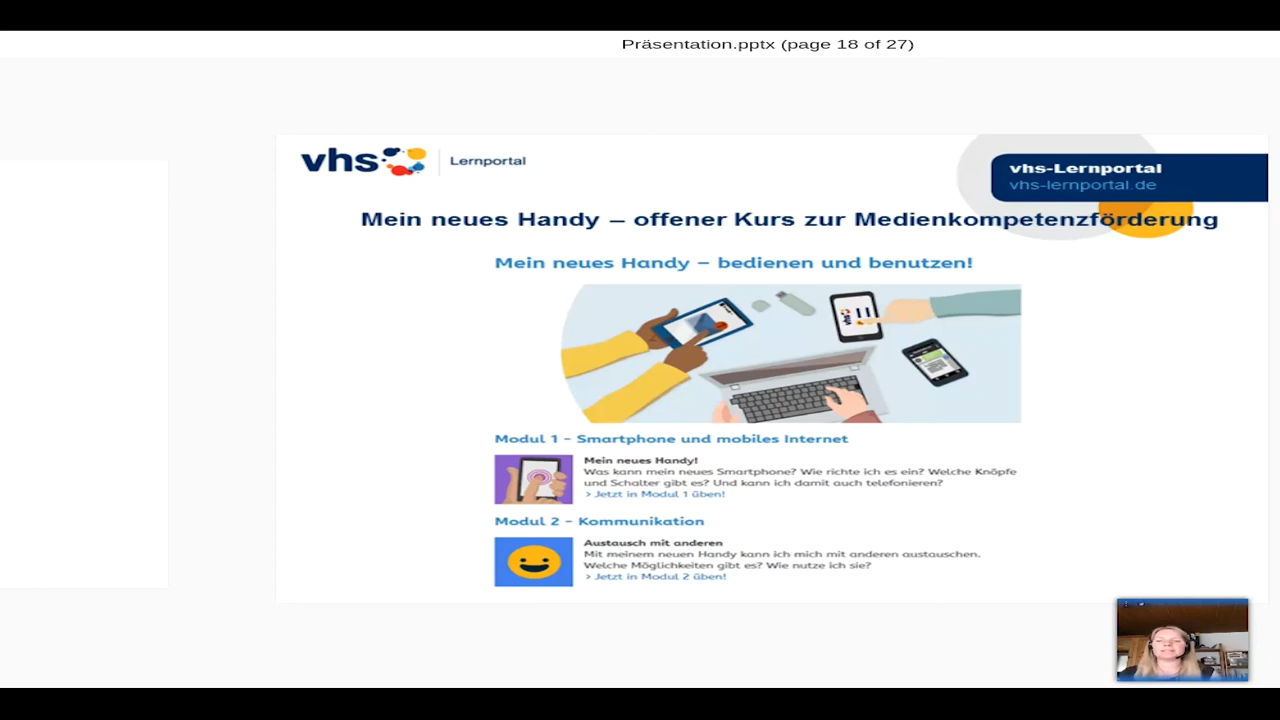 Präsentation.pptx (page 18 of 27)
vhs Lernportal
vhs-Lernportal
vhs-lernportal.de
Mein neues Handy – offener Kurs zur Medienkompetenzförderung
Mein neues Handy – bedienen und benutzen!
vhs
Modul 1 - Smartphone und mobiles Internet
Mein neues Handy!
Was kann mein neues Smartphone? Wie richte ich es ein? Welche Knöpfe
und Schalter gibt es? Und kann ich damit auch telefonieren?
> Jetzt in Modul 1 üben!
Modul 2 - Kommunikation
Austausch mit anderen
Mit meinem neuen Handy kann ich mich mit anderen austauschen.
Welche Möglichkeiten gibt es? Wie nutze ich sie?
> Jetzt in Modul 2 üben!